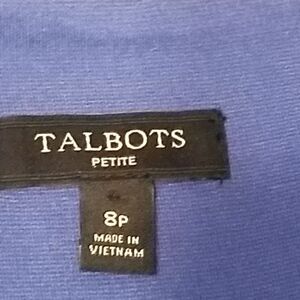 TALBOTS
PETITE
8P
MADE IN
VIETNAM